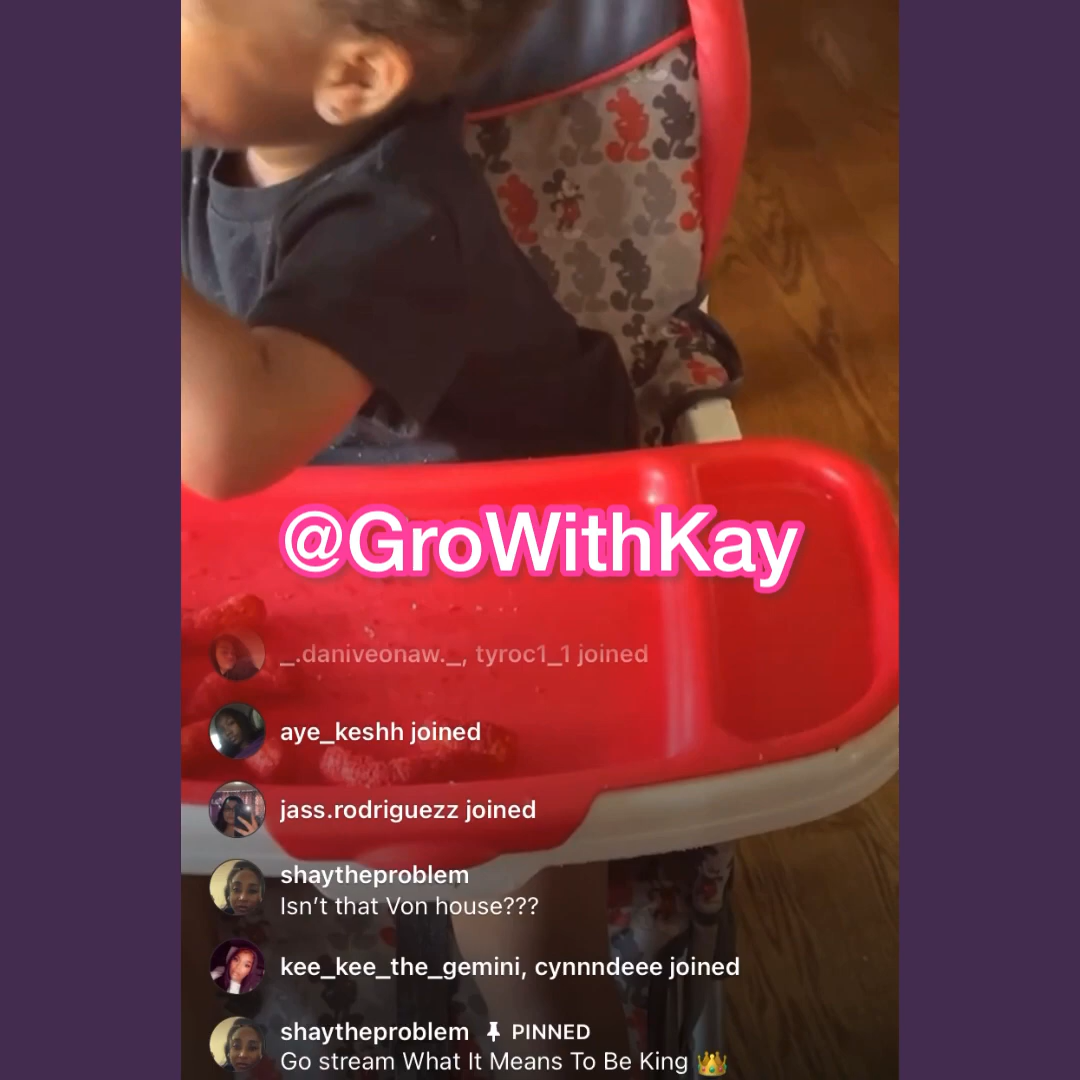 @GroWithKay
_.daniveonaw._, tyroc1_1 joined
aye_keshh joined
jass.rodriguezz joined
shaytheproblem
Isn’t that Von house???
kee_kee_the_gemini, cynnndeee joined
shaytheproblem 📌 PINNED
Go stream What It Means To Be King 👑